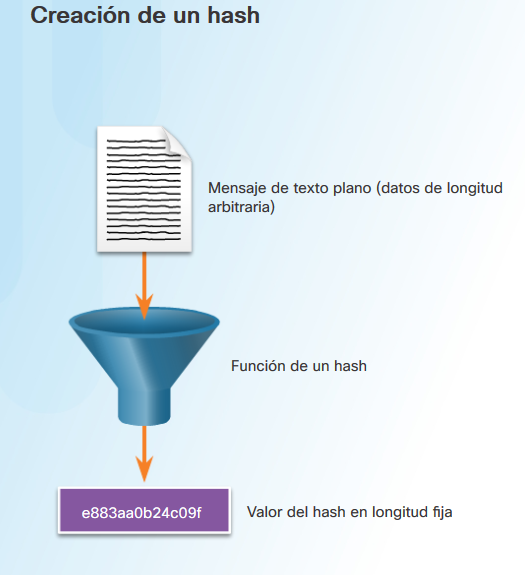 Creación de un hash
Mensaje de texto plano (datos de longitud
arbitraria)
Función de un hash
e883aa0b24c09f
Valor del hash en longitud fija